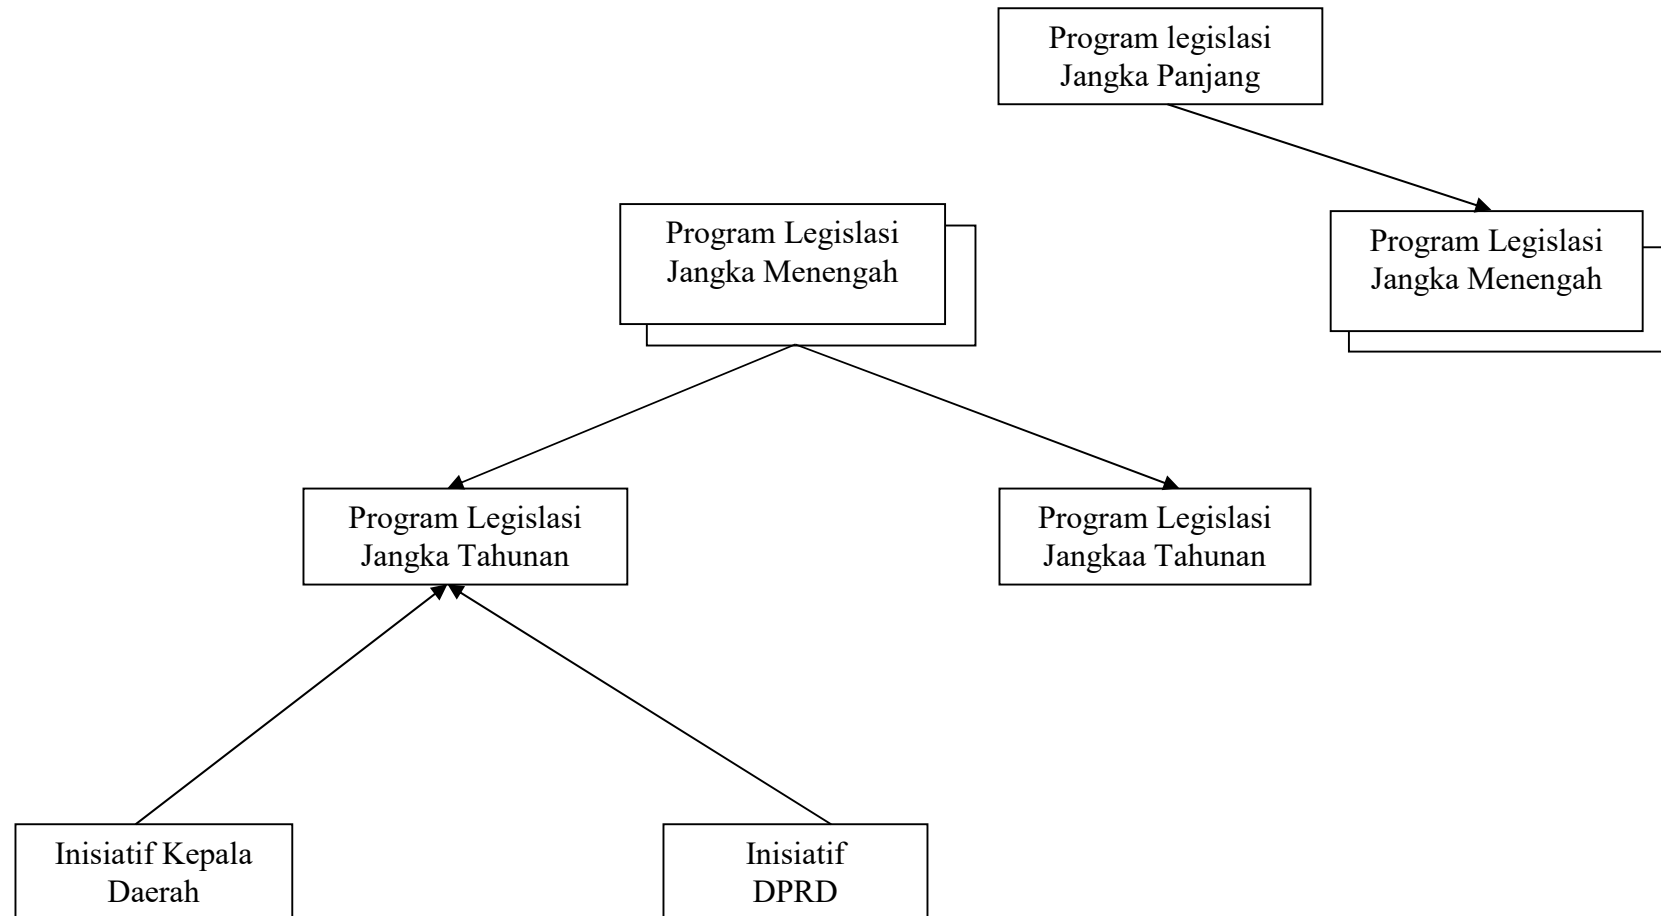 Program legislasi
Jangka Panjang
Program Legislasi
Jangka Menengah
Program Legislasi
Jangka Menengah
Program Legislasi
Jangka Tahunan
Program Legislasi
Jangkaa Tahunan
Inisiatif Kepala
Daerah
Inisiatif
DPRD